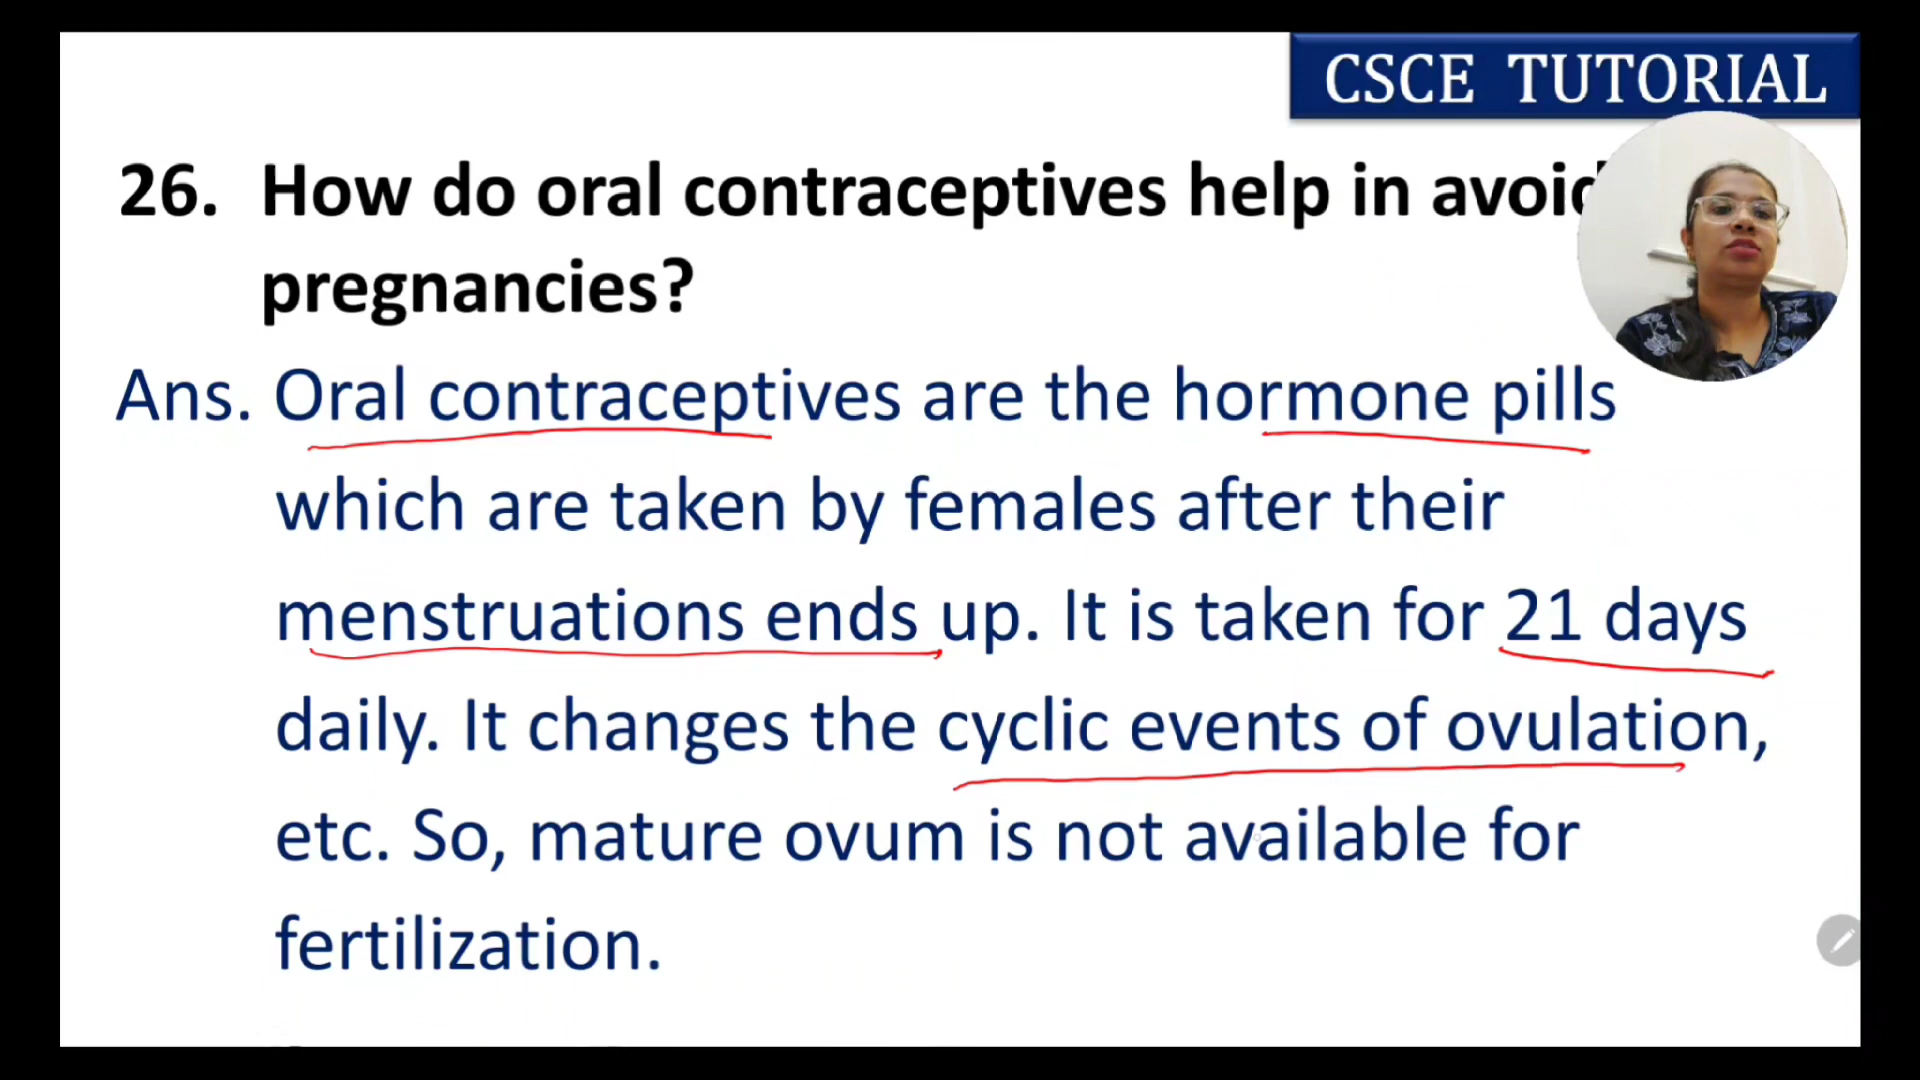 CSCE TUTORIAL
26. How do oral contraceptives help in
pregnancies?
Ans. Oral contraceptives are the hormone pills
which are taken by females after their
menstruations ends up. It is taken for 21 days
daily. It changes the cyclic events of ovulation,
etc. So, mature ovum is not available for
fertilization.